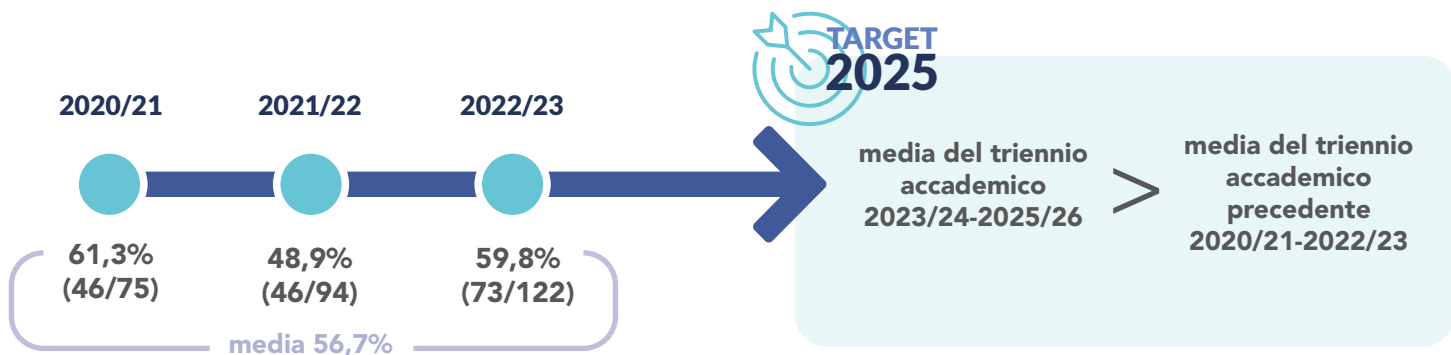 TARGET
2025
2020/21
2021/22
2022/23
61,3%
(46/75)
48,9%
(46/94)
59,8%
(73/122)
media 56,7%
media del triennio
accademico
2023/24-2025/26
>
media del triennio
accademico
precedente
2020/21-2022/23